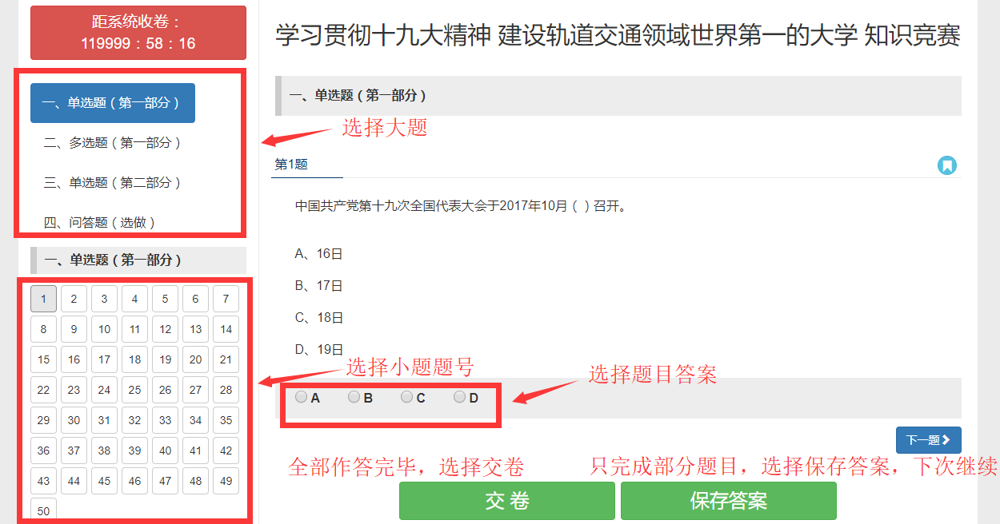 距系统收卷：
119999：58：16
一、单选题（第一部分）
二、多选题（第一部分）
三、单选题（第二部分）
四、问答题（选做）
一、单选题（第一部分）
1 2 3 4 5 6 7
8 9 10 11 12 13 14
15 16 17 18 19 20 21
22 23 24 25 26 27 28
29 30 31 32 33 34 35
36 37 38 39 40 41 42
43 44 45 46 47 48 49
50
学习贯彻十九大精神 建设轨道交通领域世界第一的大学 知识竞赛
一、单选题（第一部分）
选择大题
第1题
中国共产党第十九次全国代表大会于2017年10月（ ）召开。
A、16日
B、17日
C、18日
D、19日
选择小题题号
选择题目答案
A B C D
下一题
全部作答完毕，选择交卷
只完成部分题目，选择保存答案，下次继续
交 卷
保存答案